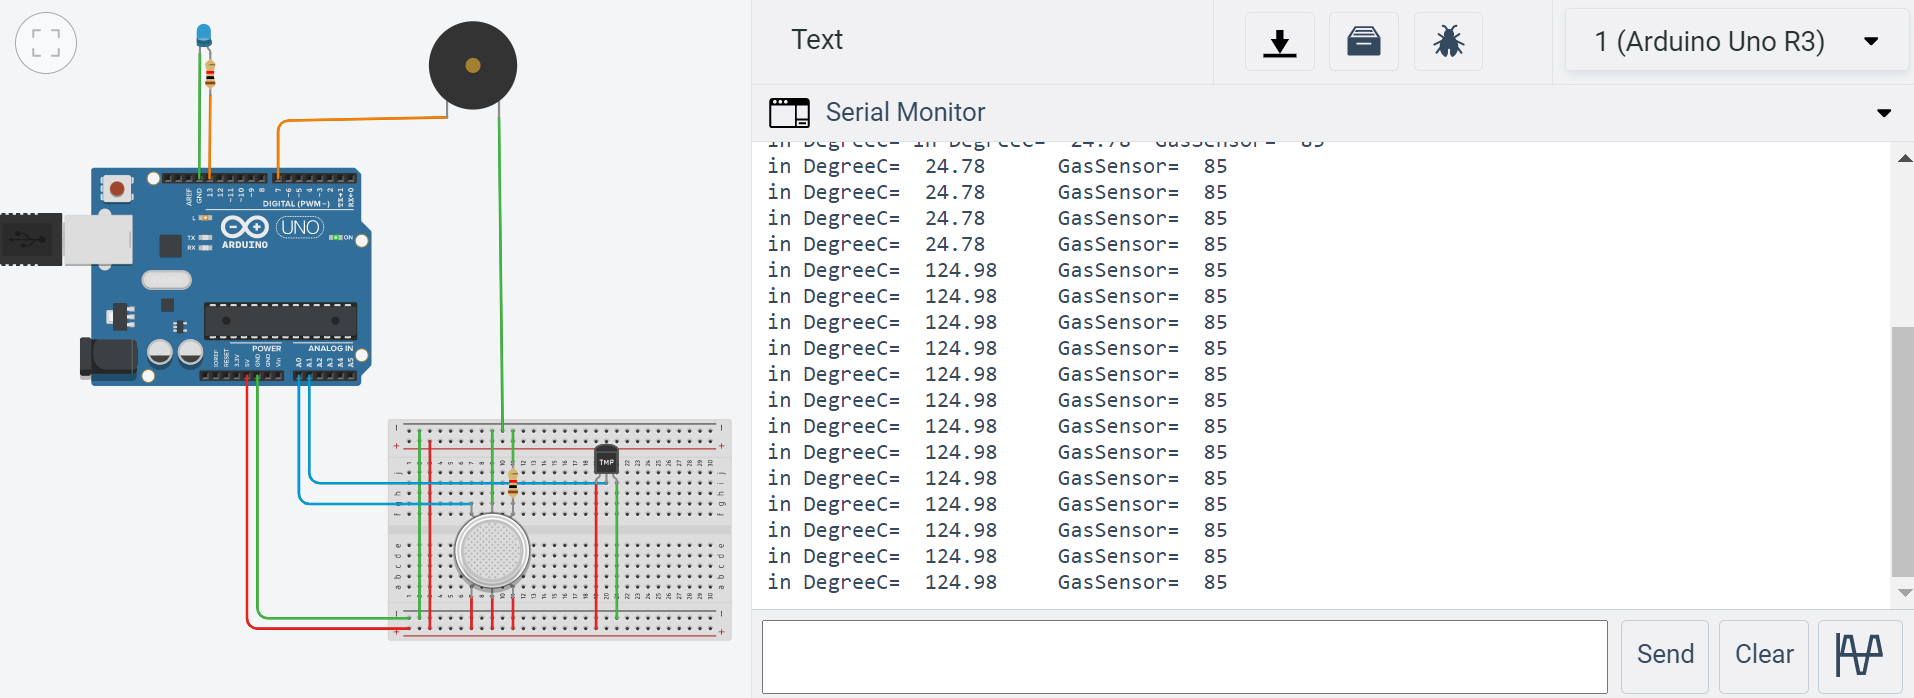 Text
1 (Arduino Uno R3)
Serial Monitor
in DegreeC= in DegreeC= 24.78 GasSensor= 85
in DegreeC= 24.78 GasSensor= 85
in DegreeC= 24.78 GasSensor= 85
in DegreeC= 24.78 GasSensor= 85
in DegreeC= 24.78 GasSensor= 85
in DegreeC= 124.98 GasSensor= 85
in DegreeC= 124.98 GasSensor= 85
in DegreeC= 124.98 GasSensor= 85
in DegreeC= 124.98 GasSensor= 85
in DegreeC= 124.98 GasSensor= 85
in DegreeC= 124.98 GasSensor= 85
in DegreeC= 124.98 GasSensor= 85
in DegreeC= 124.98 GasSensor= 85
in DegreeC= 124.98 GasSensor= 85
in DegreeC= 124.98 GasSensor= 85
in DegreeC= 124.98 GasSensor= 85
in DegreeC= 124.98 GasSensor= 85
in DegreeC= 124.98 GasSensor= 85
Send
Clear
AREF
GND
13
12
~11
~10
~9
8
7
~6
~5
4
~3
2
TX→1
RX←0
DIGITAL (PWM~)
L
TX
RX
ARDUINO
UNO
ON
POWER
ANALOG IN
IOREF
RESET
3.3V
5V
GND
GND
Vin
A0
A1
A2
A3
A4
A5
TMP